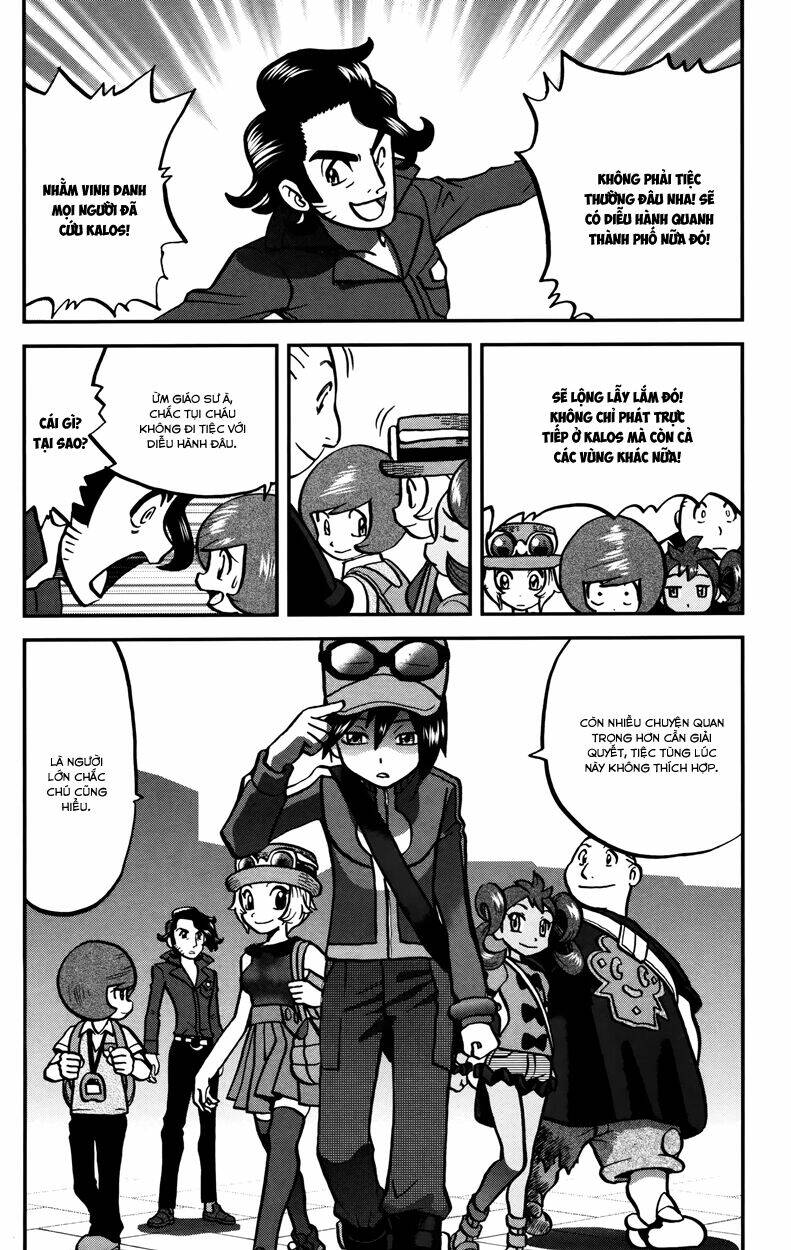 KHÔNG PHẢI TIỆC
THƯỜNG ĐÂU NHA! SẼ
CÓ DIỄU HÀNH QUANH
THÀNH PHỐ NỮA ĐÓ!
NHẰM VINH DANH
MỌI NGƯỜI ĐÃ
CỨU KALOS!
SẼ LỘNG LẪY LẮM ĐÓ!
KHÔNG CHỈ PHÁT TRỰC
TIẾP Ở KALOS MÀ CÒN CẢ
CÁC VÙNG KHÁC NỮA!
ỪM GIÁO SƯ À,
CHẮC TỤI CHÁU
KHÔNG ĐI TIỆC VỚI
DIỄU HÀNH ĐÂU.
CÁI GÌ?
TẠI SAO?
CÒN NHIỀU CHUYỆN QUAN
TRỌNG HƠN CẦN GIẢI
QUYẾT, TIỆC TÙNG LÚC
NÀY KHÔNG THÍCH HỢP.
LÀ NGƯỜI
LỚN CHẮC
CHÚ CŨNG
HIỂU.